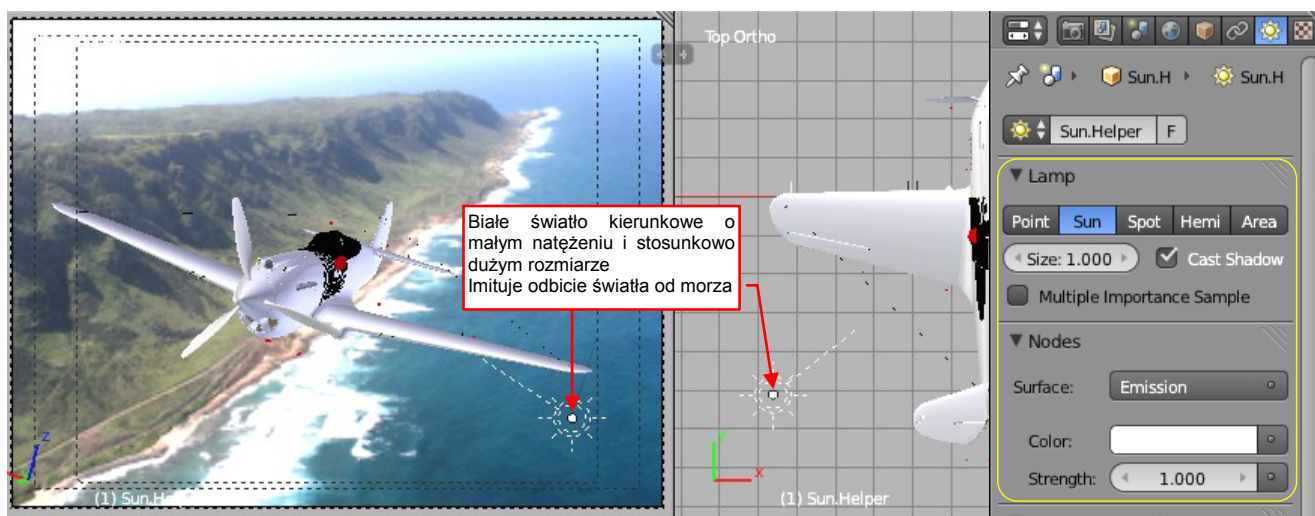 Top Ortho
Sun.H Sun.H
Sun.Helper F
Lamp
Point Sun Spot Hemi Area
Size: 1.000 Cast Shadow
Multiple Importance Sample
Nodes
Surface: Emission
Color:
Strength: 1.000
Białe światło kierunkowe o
małym natężeniu i stosunkowo
dużym rozmiarze
Imituje odbicie światła od morza
z
(1) Sun.Helper
y
x
(1) Sun.Helper